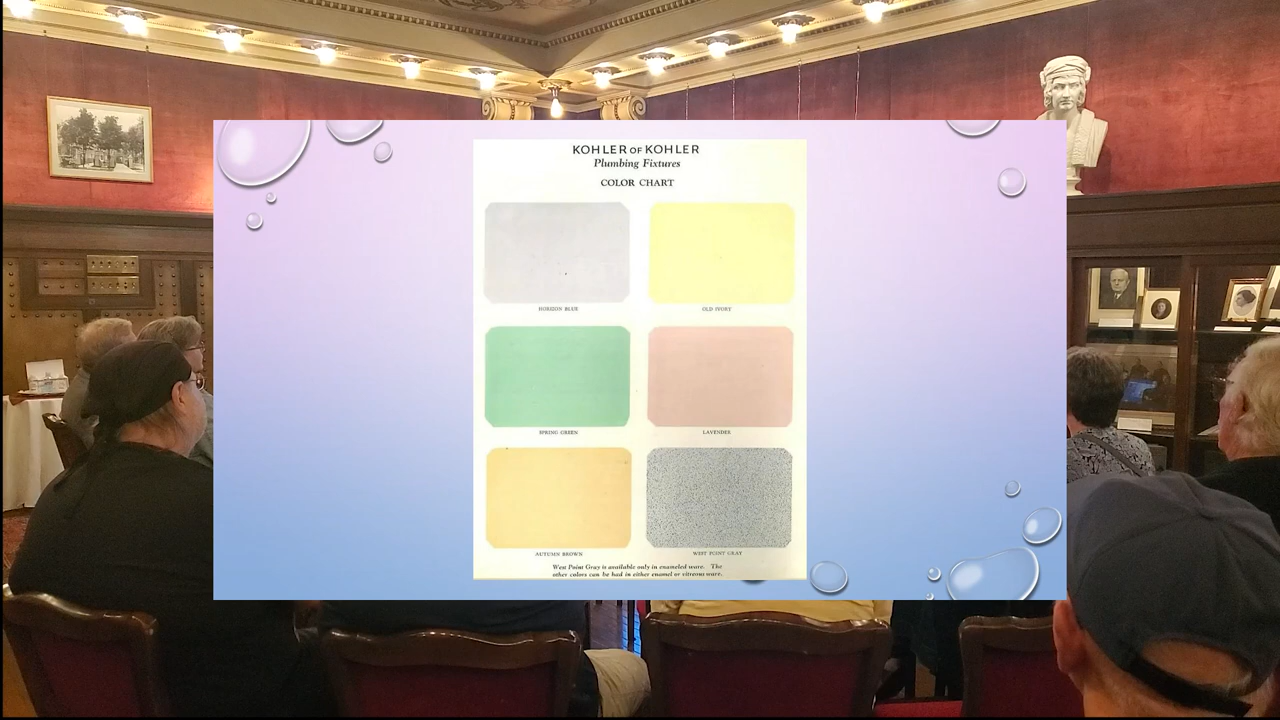 KOHLER OF KOHLER
Plumbing Fixtures
COLOR CHART
HORIZON BLUE
OLD IVORY
SPRING GREEN
LAVENDER
AUTUMN BROWN
WEST POINT GRAY
West Point Gray is available only in enameled ware. The
other colors can be had in either enamel or vitreous ware.